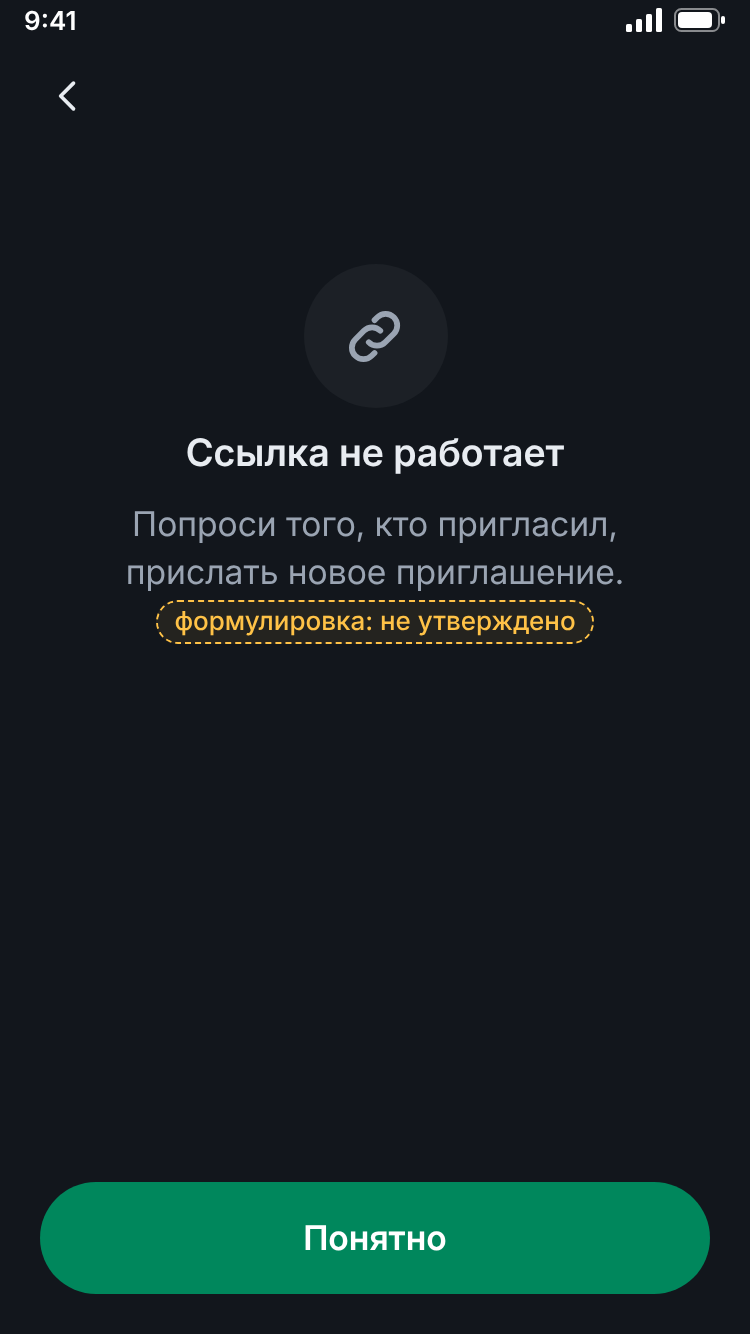 9:41
Ссылка не работает
Попроси того, кто пригласил,
прислать новое приглашение.
формулировка: не утверждено
Понятно